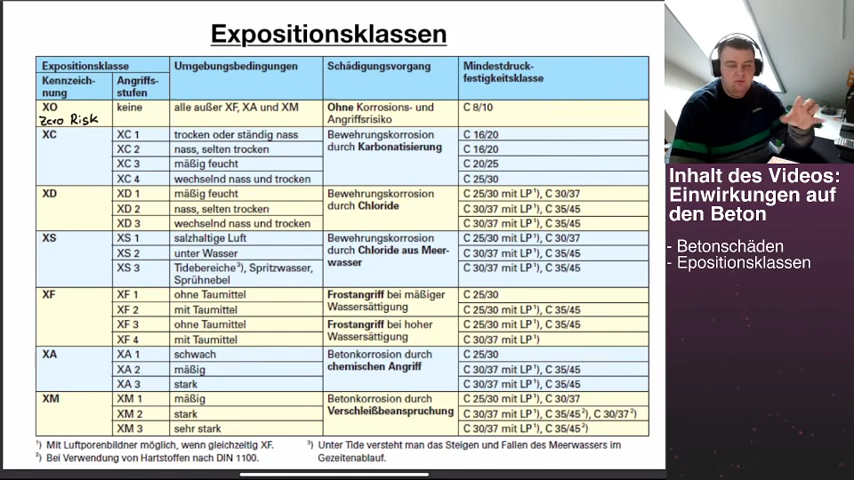 Expositionsklassen
Expositionsklasse Umgebungsbedingungen Schädigungsvorgang Mindestdruck-
festigkeitsklasse
Kennzeich-
nung Angriffs-
stufen
XO keine alle außer XF, XA und XM Ohne Korrosions- und
Angriffsrisiko C 8/10
Zero Risk
XC XC 1 trocken oder ständig nass Bewehrungskorrosion
durch Karbonatisierung C 16/20
XC 2 nass, selten trocken C 16/20
XC 3 mäßig feucht C 20/25
XC 4 wechselnd nass und trocken C 25/30
XD XD 1 mäßig feucht Bewehrungskorrosion
durch Chloride C 25/30 mit LP¹), C 30/37
XD 2 nass, selten trocken C 30/37 mit LP¹), C 35/45
XD 3 wechselnd nass und trocken C 30/37 mit LP¹), C 35/45
XS XS 1 salzhaltige Luft Bewehrungskorrosion
durch Chloride aus Meer-
wasser C 25/30 mit LP¹), C 30/37
XS 2 unter Wasser C 30/37 mit LP¹), C 35/45
XS 3 Tidebereiche³), Spritzwasser,
Sprühnebel C 30/37 mit LP¹), C 35/45
XF XF 1 ohne Taumittel Frostangriff bei mäßiger
Wassersättigung C 25/30
XF 2 mit Taumittel C 25/30 mit LP¹), C 35/45
XF 3 ohne Taumittel Frostangriff bei hoher
Wassersättigung C 25/30 mit LP¹), C 35/45
XF 4 mit Taumittel C 30/37 mit LP¹)
XA XA 1 schwach Betonkorrosion durch
chemischen Angriff C 25/30
XA 2 mäßig C 30/37 mit LP¹), C 35/45
XA 3 stark C 30/37 mit LP¹), C 35/45
XM XM 1 mäßig Betonkorrosion durch
Verschleißbeanspruchung C 25/30 mit LP¹), C 30/37
XM 2 stark C 30/37 mit LP¹), C 35/45²), C 30/37²)
XM 3 sehr stark C 30/37 mit LP¹), C 35/45²)
¹) Mit Luftporenbildner möglich, wenn gleichzeitig XF.
²) Bei Verwendung von Hartstoffen nach DIN 1100.
³) Unter Tide versteht man das Steigen und Fallen des Meerwassers im
Gezeitenablauf.
Inhalt des Videos:
Einwirkungen auf
den Beton
- Betonschäden
- Epositionsklassen